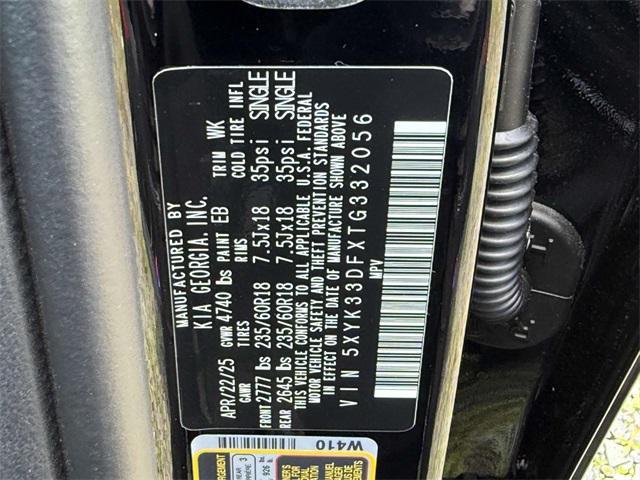 MANUFACTURED BY
KIA GEORGIA, INC.
APR/22/25 GVWR 4740 lbs PAINT EB TRIM WK
GAWR TIRES RIMS COLD TIRE INFL
FRONT 2777 lbs 235/60R18 7.5Jx18 35psi SINGLE
REAR 2645 lbs 235/60R18 7.5Jx18 35psi SINGLE
THIS VEHICLE CONFORMS TO ALL APPLICABLE U.S.A. FEDERAL
MOTOR VEHICLE SAFETY AND THEFT PREVENTION STANDARDS
IN EFFECT ON THE DATE OF MANUFACTURE SHOWN ABOVE
VIN 5XYK33DFXTG332056
MPV
W410
3
926 lb.